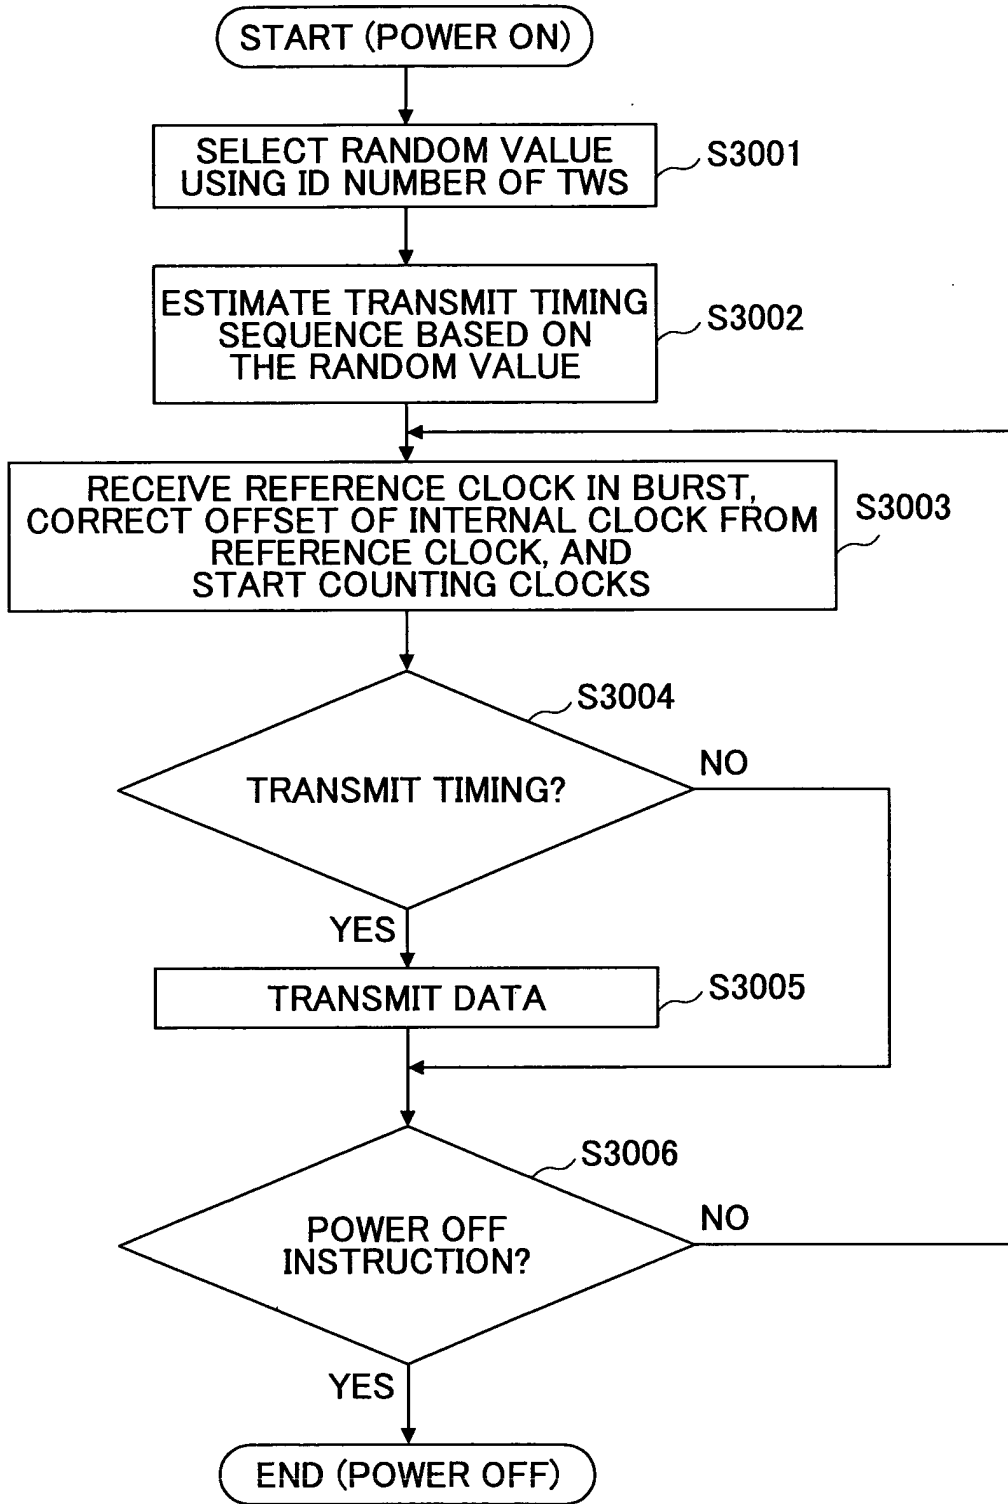 START (POWER ON)
SELECT RANDOM VALUE
USING ID NUMBER OF TWS
S3001
ESTIMATE TRANSMIT TIMING
SEQUENCE BASED ON
THE RANDOM VALUE
S3002
RECEIVE REFERENCE CLOCK IN BURST,
CORRECT OFFSET OF INTERNAL CLOCK FROM
REFERENCE CLOCK, AND
START COUNTING CLOCKS
S3003
S3004
TRANSMIT TIMING?
NO
YES
TRANSMIT DATA
S3005
S3006
POWER OFF
INSTRUCTION?
NO
YES
END (POWER OFF)